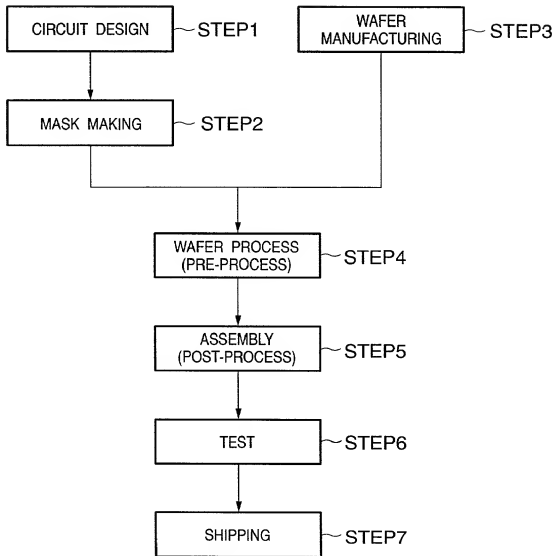 CIRCUIT DESIGN
STEP1
WAFER
MANUFACTURING
STEP3
MASK MAKING
STEP2
WAFER PROCESS
(PRE-PROCESS)
STEP4
ASSEMBLY
(POST-PROCESS)
STEP5
TEST
STEP6
SHIPPING
STEP7